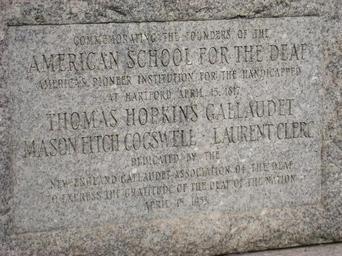 COMMEMORATING THE FOUNDERS OF THE
AMERICAN SCHOOL FOR THE DEAF
AMERICA'S PIONEER INSTITUTION FOR THE HANDICAPPED
AT HARTFORD APRIL 15, 1817
THOMAS HOPKINS GALLAUDET
MASON FITCH COGSWELL · LAURENT CLERC
DEDICATED BY THE
NEW ENGLAND GALLAUDET ASSOCIATION OF THE DEAF
TO EXPRESS THE GRATITUDE OF THE DEAF OF THE NATION
APRIL